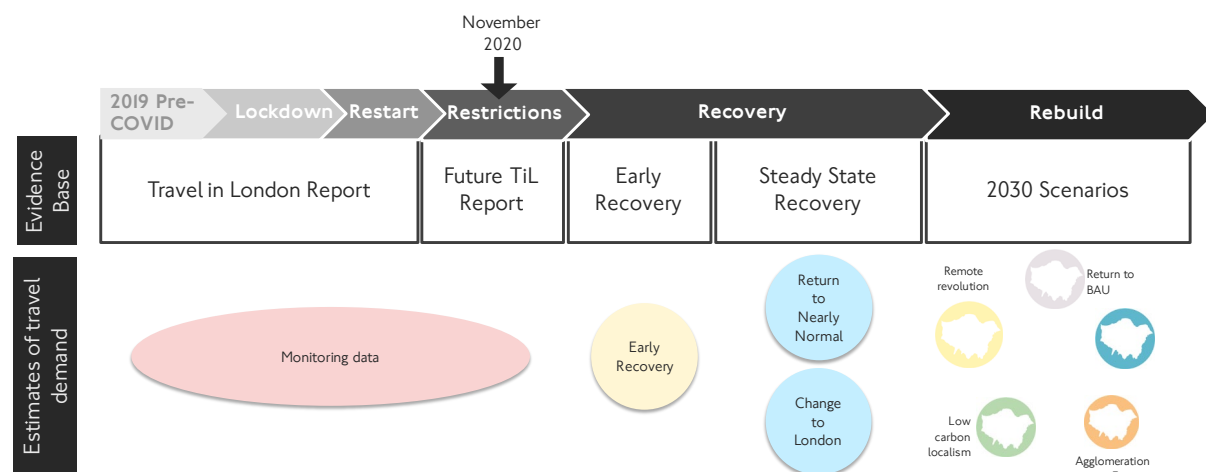 November
2020
2019 Pre-
COVID
Lockdown
Restart
Restrictions
Recovery
Rebuild
Evidence
Base
Travel in London Report
Future TiL
Report
Early
Recovery
Steady State
Recovery
2030 Scenarios
Estimates of travel
demand
Monitoring data
Early
Recovery
Return
to
Nearly
Normal
Change
to
London
Remote
revolution
Return to
BAU
Low
carbon
localism
Agglomeration